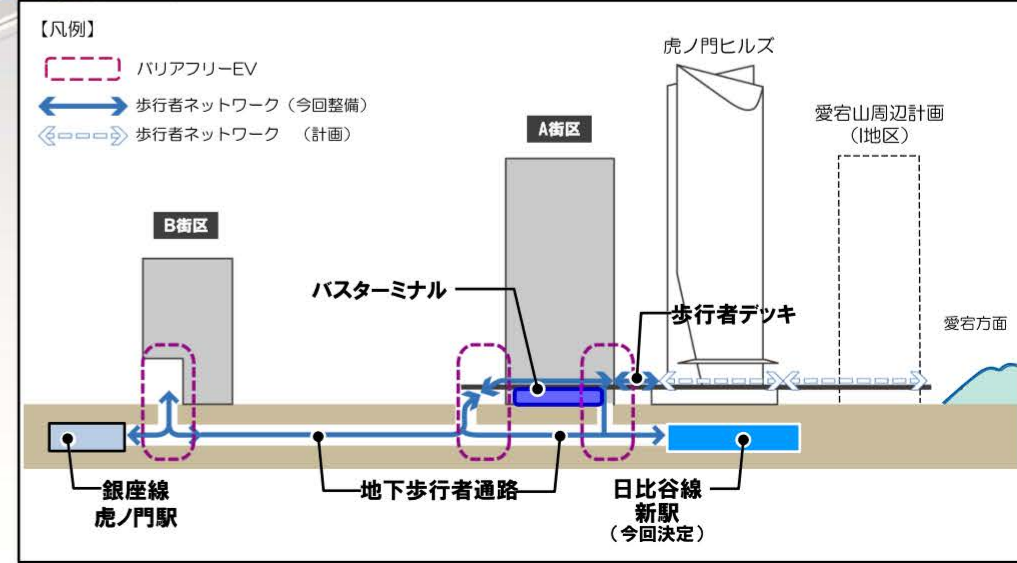 【凡例】
バリアフリーEV
歩行者ネットワーク（今回整備）
歩行者ネットワーク　（計画）
虎ノ門ヒルズ
A街区
愛宕山周辺計画
（I地区）
B街区
バスターミナル
歩行者デッキ
愛宕方面
銀座線
虎ノ門駅
地下歩行者通路
日比谷線
新駅
（今回決定）